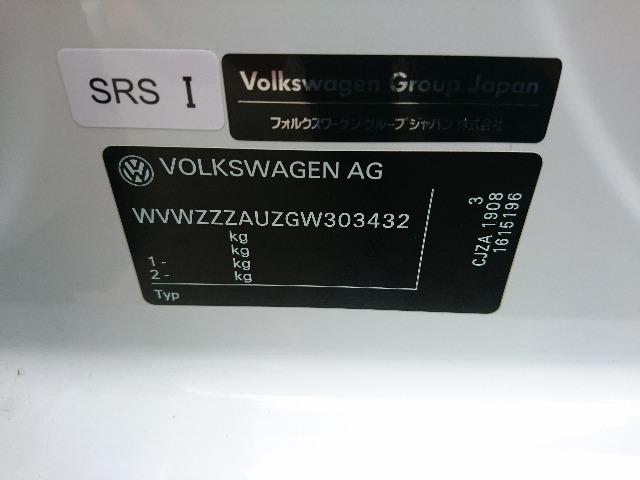 SRS I
Volkswagen Group Japan
フォルクスワーゲン グループ ジャパン 株式会社
VOLKSWAGEN AG
WVWZZZAUZGW303432
kg
kg
1 - kg
2 - kg
Typ
3
CJZA 1908
1615196